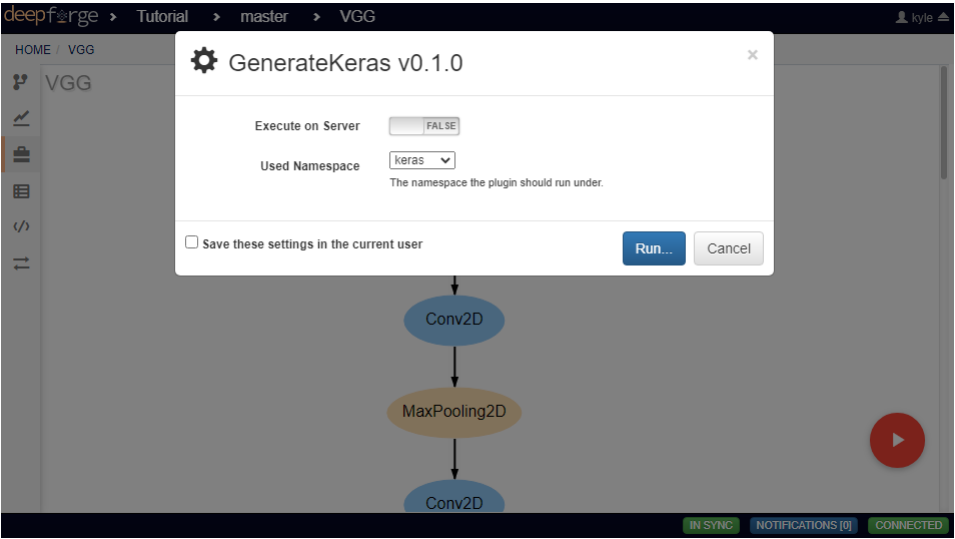 deepforge › Tutorial › master › VGG kyle
HOME / VGG
VGG
GenerateKeras v0.1.0 ×
Execute on Server FALSE
Used Namespace keras
The namespace the plugin should run under.
Save these settings in the current user Run... Cancel
Conv2D
MaxPooling2D
Conv2D
IN SYNC NOTIFICATIONS [0] CONNECTED